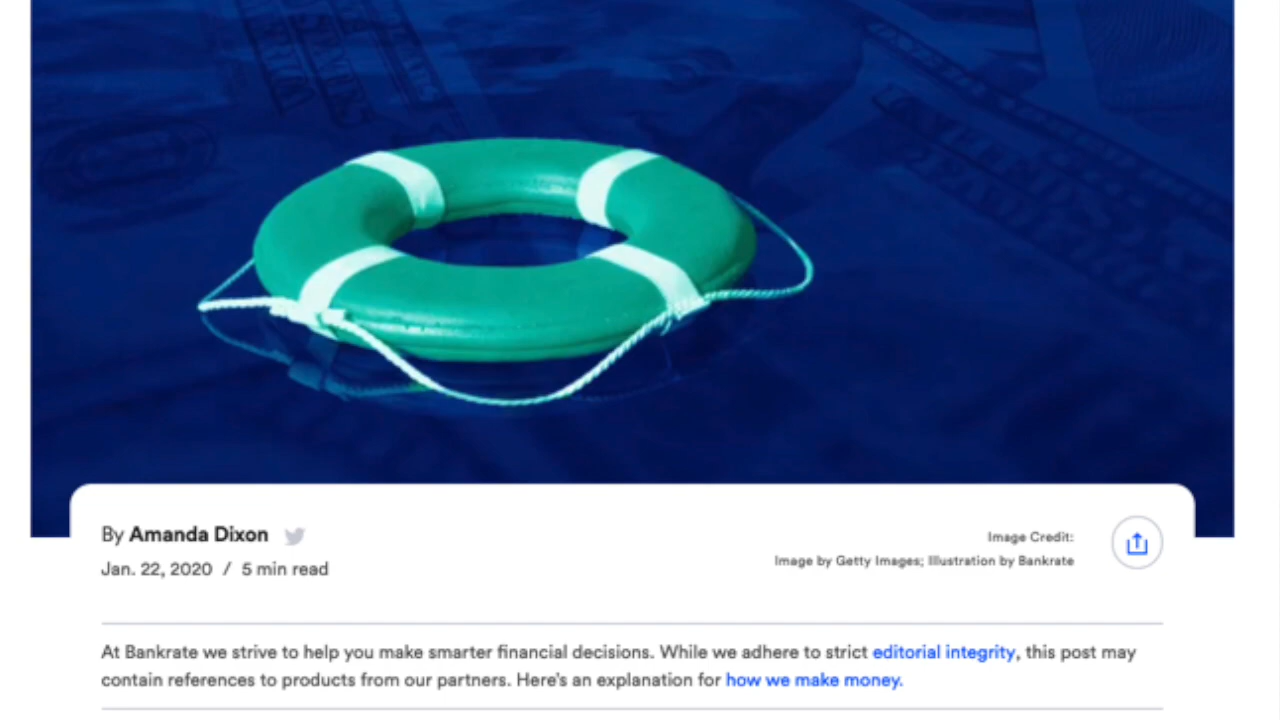 By Amanda Dixon
Jan. 22, 2020 / 5 min read
Image Credit:
Image by Getty Images; Illustration by Bankrate
At Bankrate we strive to help you make smarter financial decisions. While we adhere to strict editorial integrity, this post may
contain references to products from our partners. Here's an explanation for how we make money.